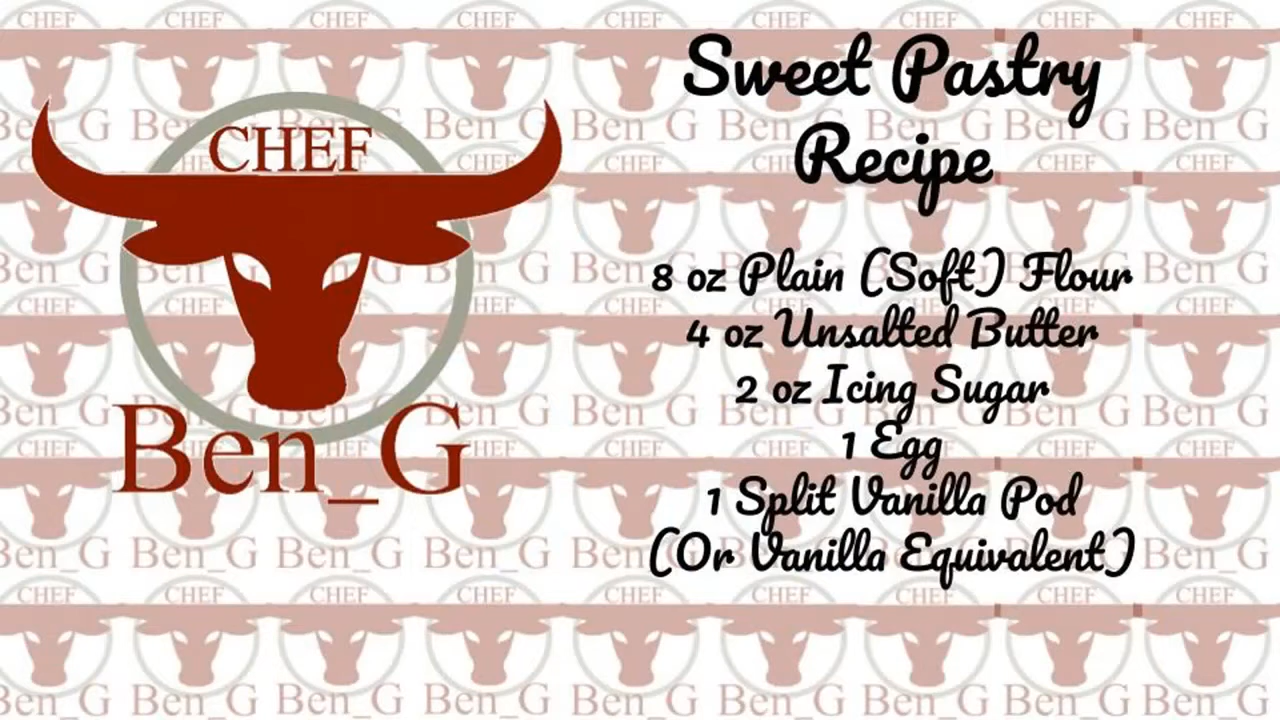 CHEF
Ben_G
Sweet Pastry
Recipe
8 oz Plain (Soft) Flour
4 oz Unsalted Butter
2 oz Icing Sugar
1 Egg
1 Split Vanilla Pod
(Or Vanilla Equivalent)